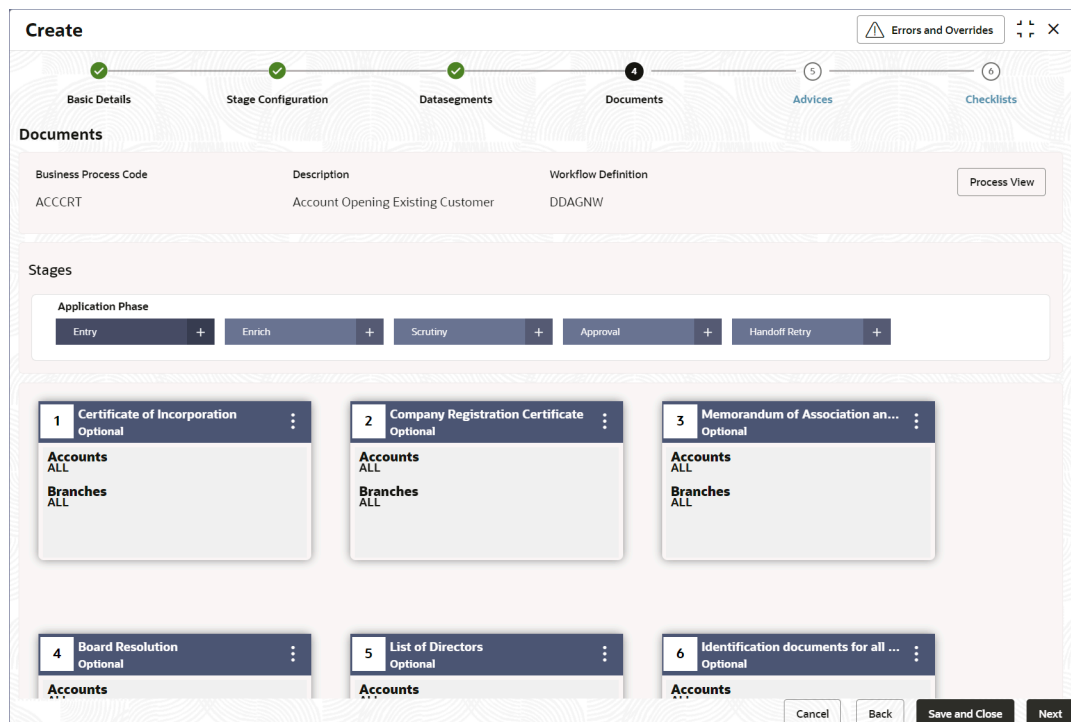 Create
Errors and Overrides
4 5 6
Basic Details Stage Configuration Datasegments Documents Advices Checklists
Documents
Business Process Code Description Workflow Definition
Process View
ACCCRT Account Opening Existing Customer DDAGNW
Stages
Application Phase
Entry + Enrich + Scrutiny + Approval + Handoff Retry +
1 Certificate of Incorporation
Optional
Accounts
ALL
Branches
ALL
2 Company Registration Certificate
Optional
Accounts
ALL
Branches
ALL
3 Memorandum of Association an...
Optional
Accounts
ALL
Branches
ALL
4 Board Resolution
Optional
Accounts
5 List of Directors
Optional
Accounts
6 Identification documents for all ...
Optional
Accounts
Cancel Back Save and Close Next